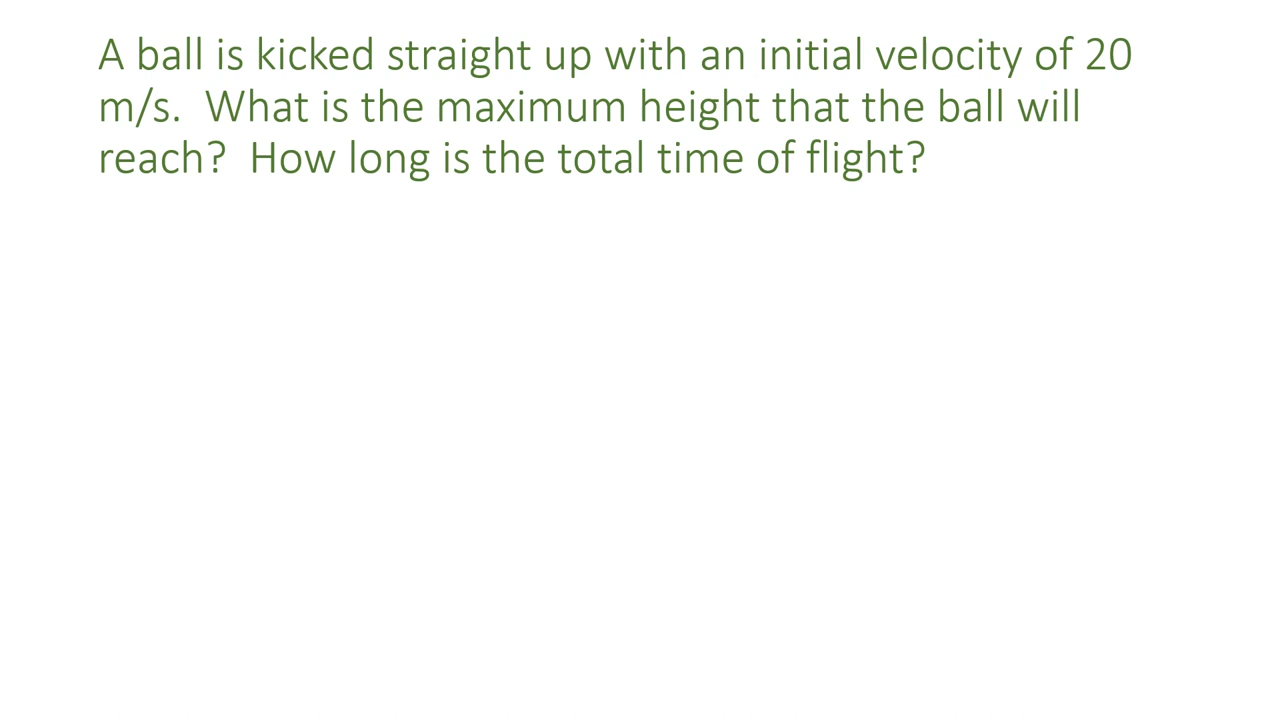 A ball is kicked straight up with an initial velocity of 20
m/s.  What is the maximum height that the ball will
reach?  How long is the total time of flight?